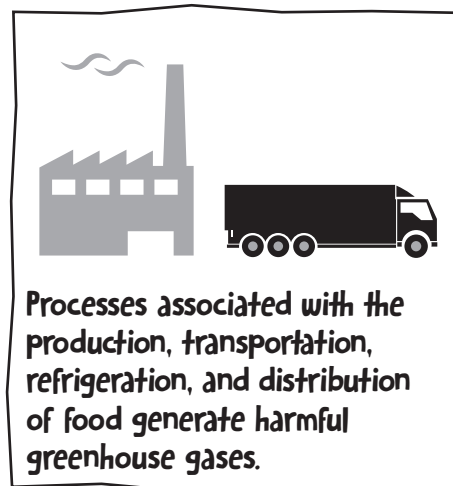 Processes associated with the
production, transportation,
refrigeration, and distribution
of food generate harmful
greenhouse gases.